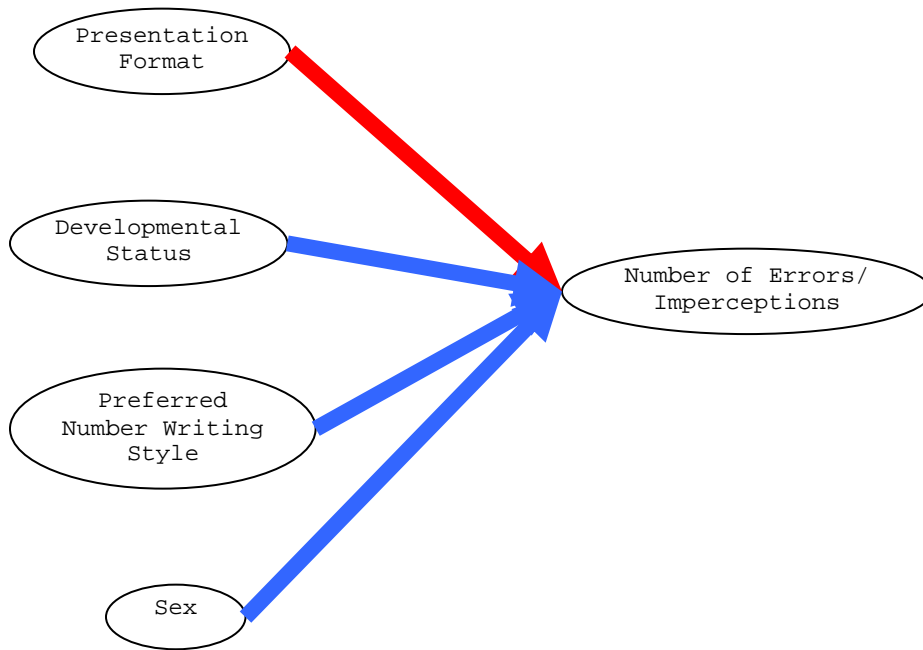 Presentation
Format
Developmental
Status
Number of Errors/
Imperceptions
Preferred
Number Writing
Style
Sex